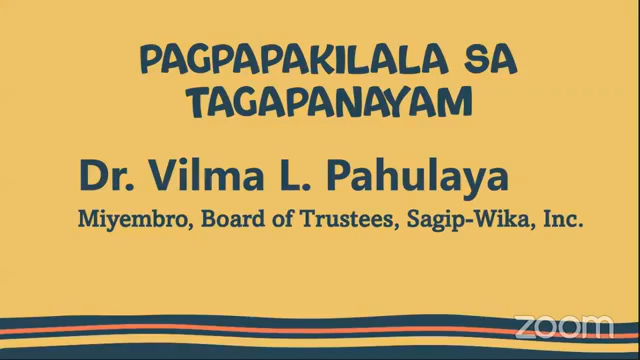 PAGPAPAKILALA SA
TAGAPANAYAM
Dr. Vilma L. Pahulaya
Miyembro, Board of Trustees, Sagip-Wika, Inc.
zoom